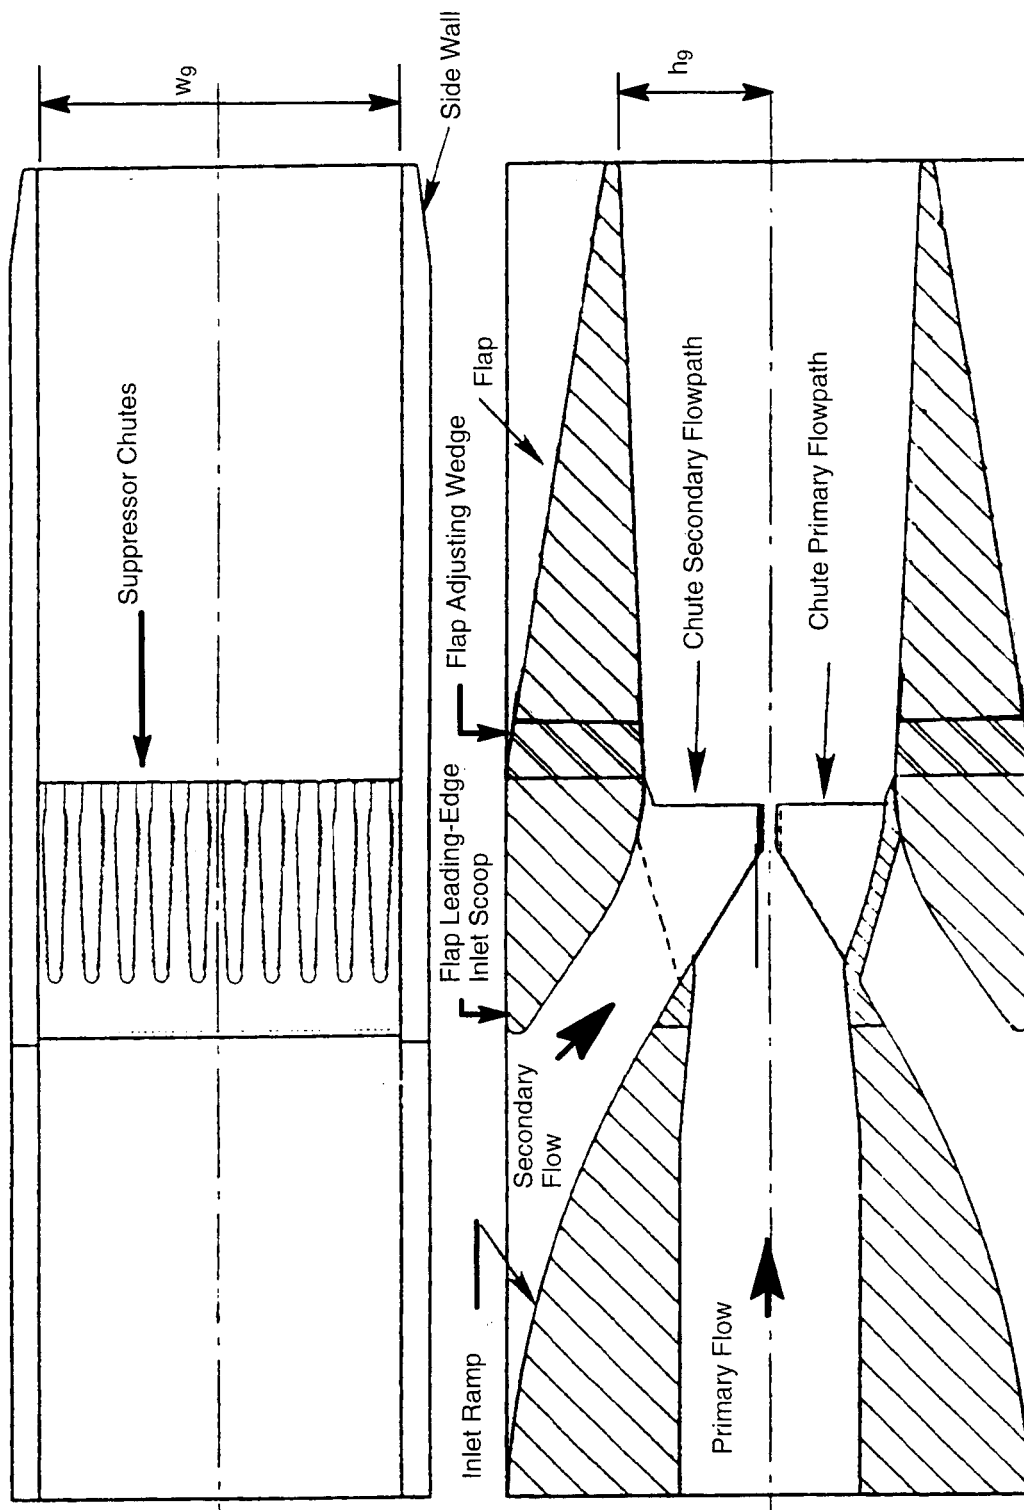 w9
Side Wall
Suppressor Chutes
Flap Leading-Edge
Inlet Scoop
Flap Adjusting Wedge
Flap
h9
Inlet Ramp
Secondary
Flow
Chute Secondary Flowpath
Chute Primary Flowpath
Primary Flow